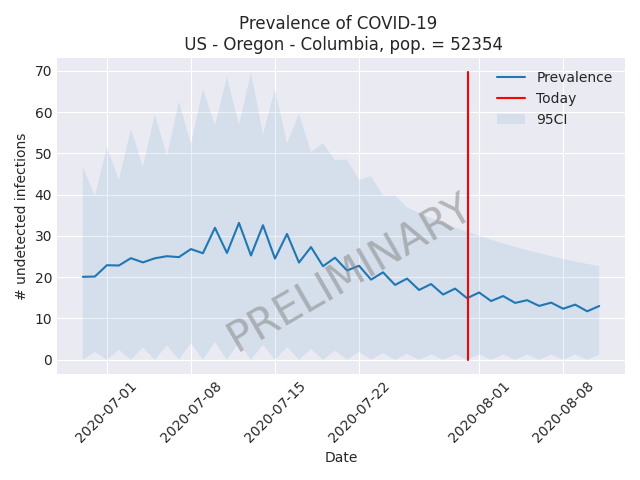 Prevalence of COVID-19
US - Oregon - Columbia, pop. = 52354
# undetected infections
70
60
50
40
30
20
10
0
Prevalence
Today
95CI
PRELIMINARY
2020-07-01
2020-07-08
2020-07-15
2020-07-22
2020-08-01
2020-08-08
Date